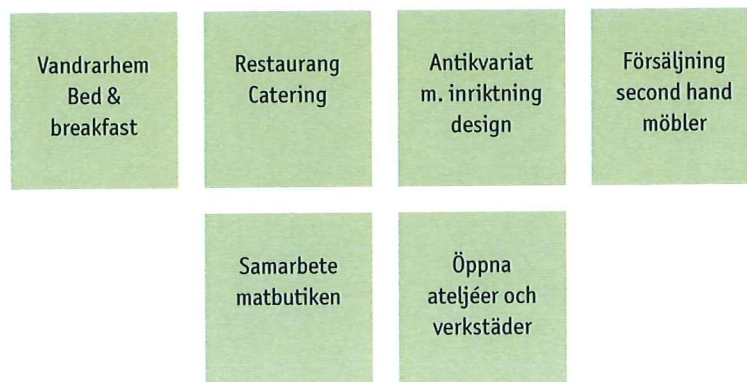 Vandrarhem
Bed &
breakfast
Restaurang
Catering
Antikvariat
m. inriktning
design
Försäljning
second hand
möbler
Samarbete
matbutiken
Öppna
ateljéer och
verkstäder